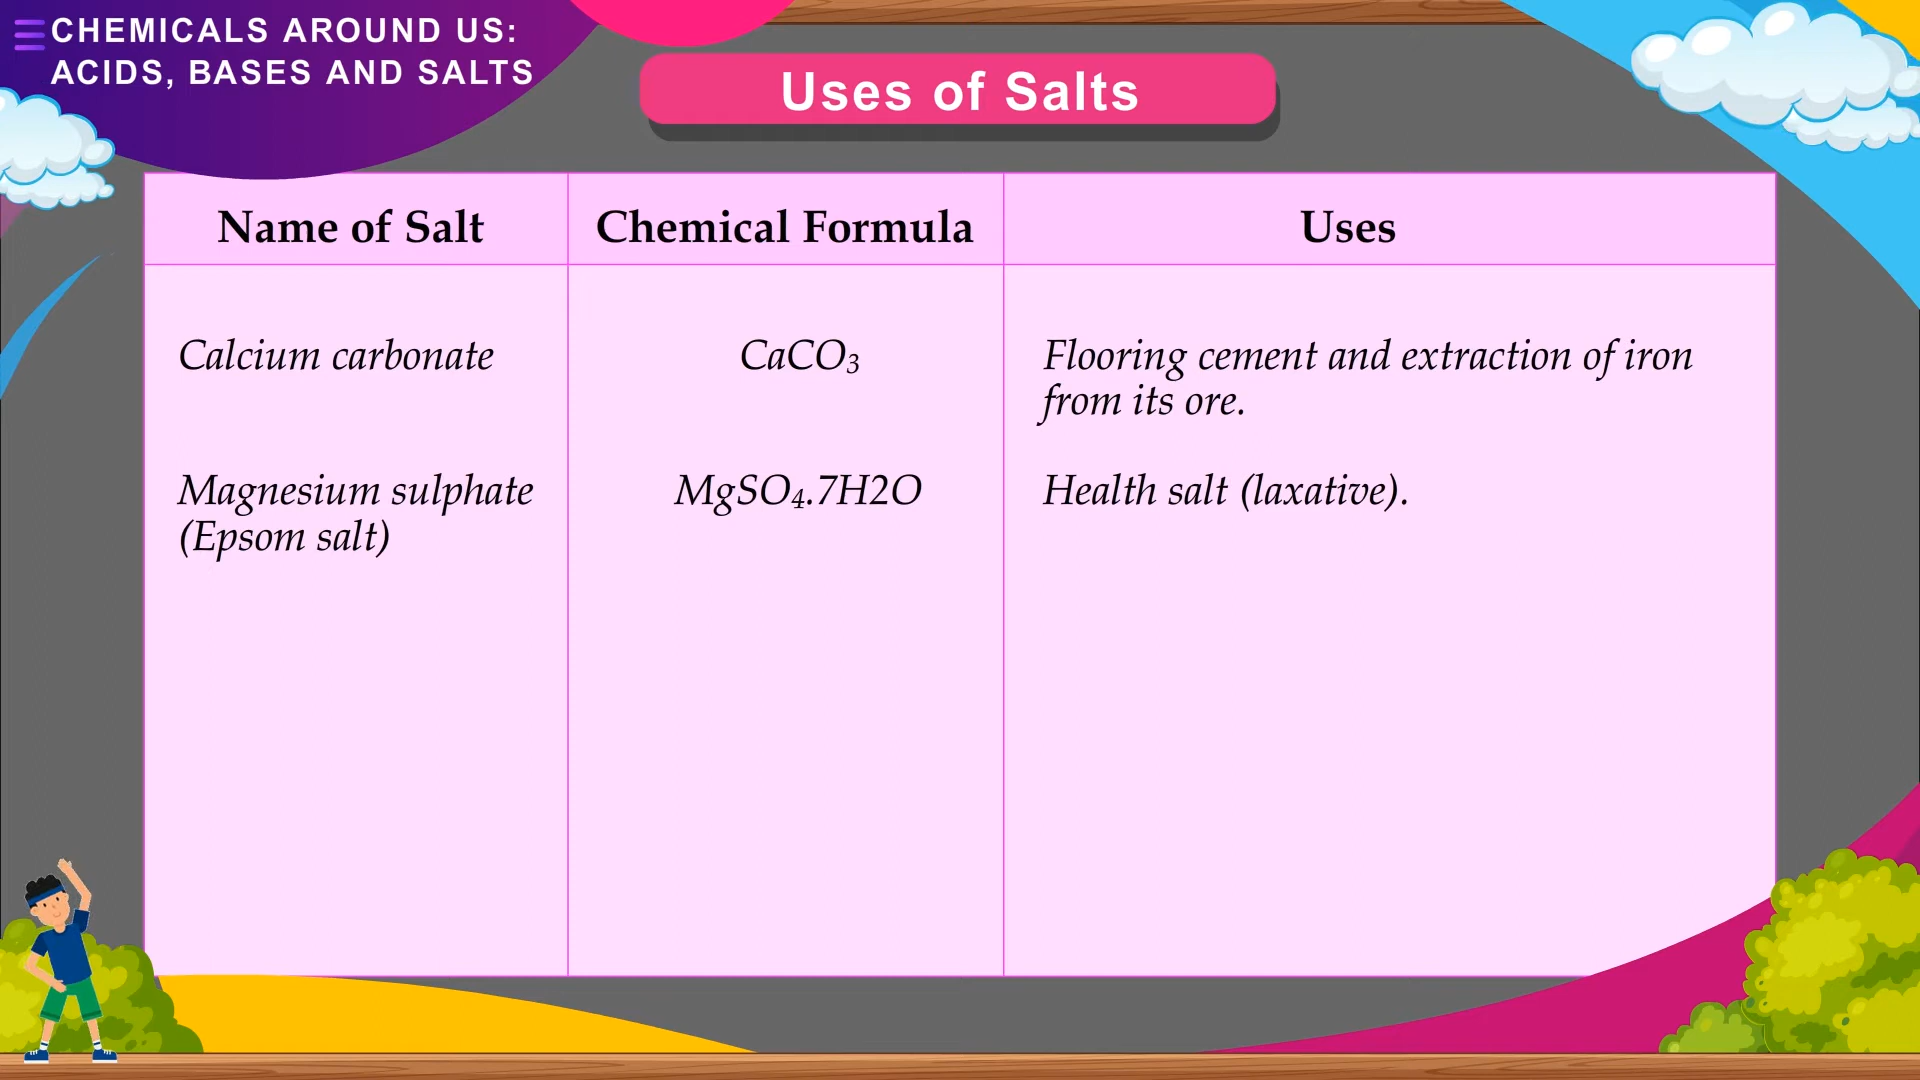 CHEMICALS AROUND US:
ACIDS, BASES AND SALTS
Uses of Salts
Name of Salt
Chemical Formula
Uses
Calcium carbonate
CaCO₃
Flooring cement and extraction of iron
from its ore.
Magnesium sulphate
(Epsom salt)
MgSO₄.7H2O
Health salt (laxative).